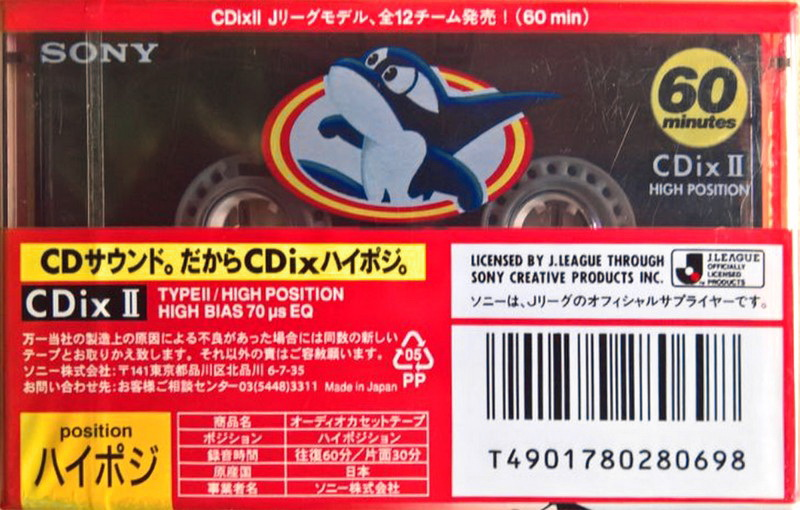 CDixII Jリーグモデル、全12チーム発売！(60 min)
SONY
60
minutes
CDix II
HIGH POSITION
CDサウンド。だからCDixハイポジ。
CDix II
TYPEII/HIGH POSITION
HIGH BIAS 70 µs EQ
万一当社の製造上の原因による不良があった場合には同数の新しい
テープとお取りかえ致します。それ以外の責はご容赦願います。
ソニー株式会社:〒141東京都品川区北品川 6-7-35
お問い合わせ先:お客様ご相談センター03(5448)3311 Made in Japan
05
PP
LICENSED BY J.LEAGUE THROUGH
SONY CREATIVE PRODUCTS INC.
J.LEAGUE
OFFICIALLY
LICENSED
PRODUCTS
ソニーは、Jリーグのオフィシャルサプライヤーです。
position
ハイポジ
商品名 オーディオカセットテープ
ポジション ハイポジション
録音時間 往復60分/片面30分
原産国 日本
事業者名 ソニー株式会社
T4901780280698